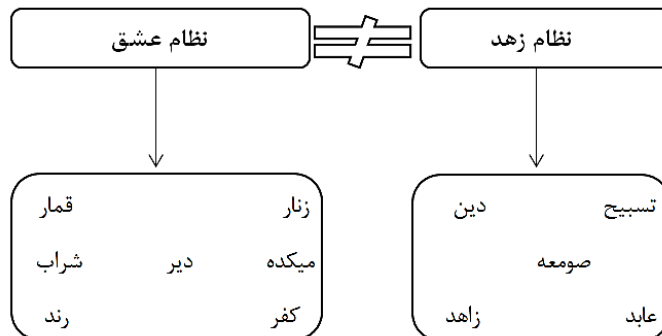 نظام زهد
نظام عشق
تسبیح دین
صومعه
عابد زاهد
زنار قمار
میکده دیر شراب
کفر رند